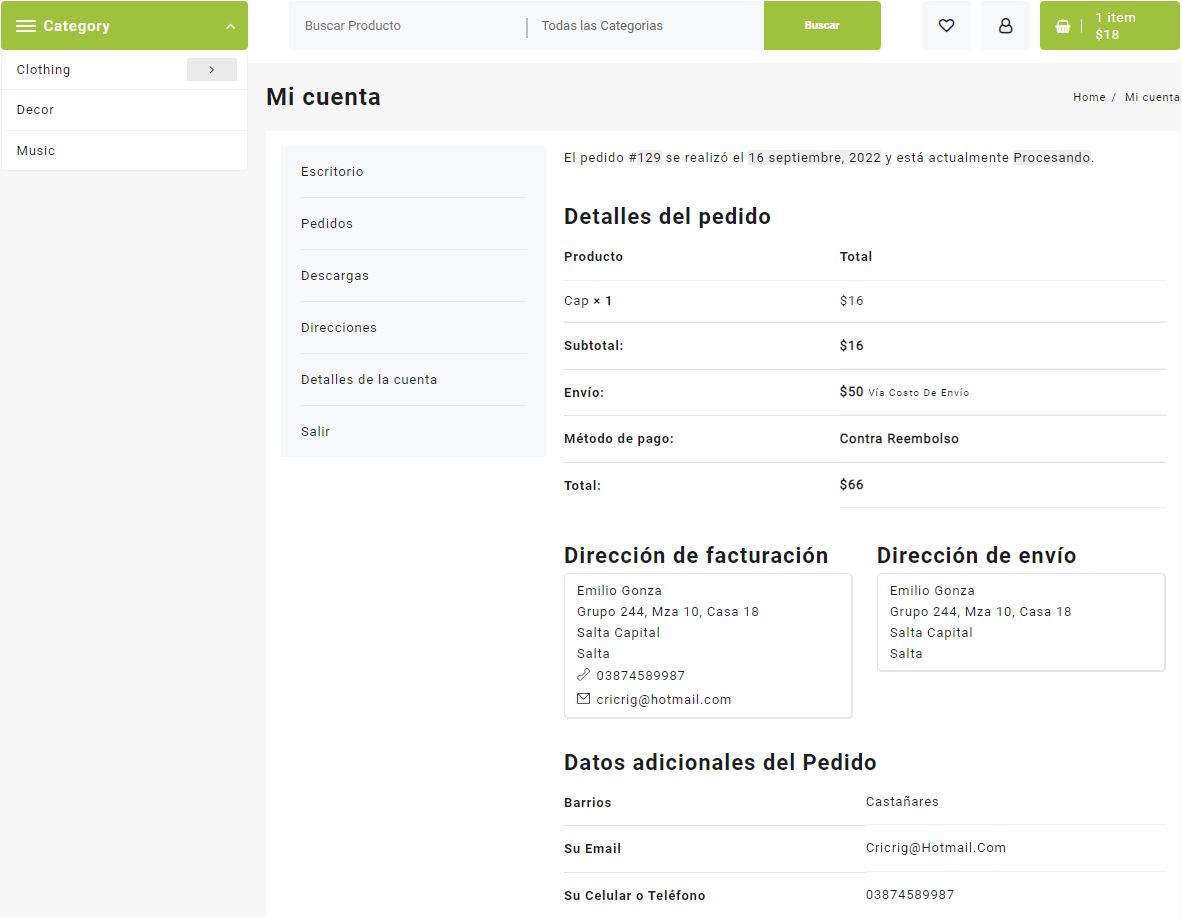 Category
Buscar Producto
Todas las Categorias
Buscar
1 item
$18
Clothing
Decor
Music
Mi cuenta
Home / Mi cuenta
Escritorio
Pedidos
Descargas
Direcciones
Detalles de la cuenta
Salir
El pedido #129 se realizó el 16 septiembre, 2022 y está actualmente Procesando.
Detalles del pedido
Producto Total
Cap × 1 $16
Subtotal: $16
Envío: $50 Vía Costo De Envío
Método de pago: Contra Reembolso
Total: $66
Dirección de facturación
Emilio Gonza
Grupo 244, Mza 10, Casa 18
Salta Capital
Salta
03874589987
cricrig@hotmail.com
Dirección de envío
Emilio Gonza
Grupo 244, Mza 10, Casa 18
Salta Capital
Salta
Datos adicionales del Pedido
Barrios Castañares
Su Email Cricrig@Hotmail.Com
Su Celular o Teléfono 03874589987